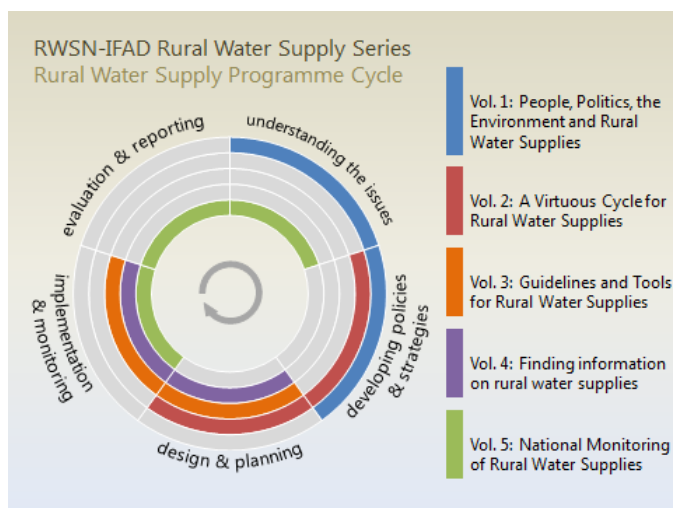 RWSN-IFAD Rural Water Supply Series
Rural Water Supply Programme Cycle
understanding the issues
developing policies
& strategies
design & planning
implementation
& monitoring
evaluation & reporting
Vol. 1: People, Politics, the
Environment and Rural
Water Supplies
Vol. 2: A Virtuous Cycle for
Rural Water Supplies
Vol. 3: Guidelines and Tools
for Rural Water Supplies
Vol. 4: Finding information
on rural water supplies
Vol. 5: National Monitoring
of Rural Water Supplies